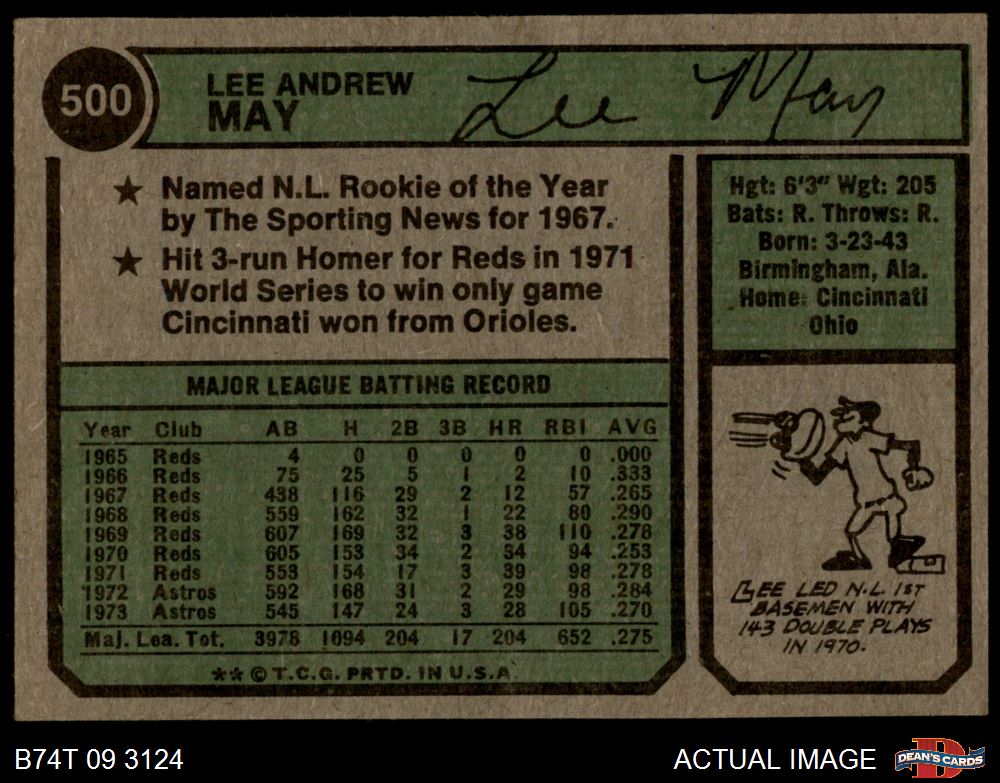 500
LEE ANDREW
MAY
Lee May
★ Named N.L. Rookie of the Year
by The Sporting News for 1967.
★ Hit 3-run Homer for Reds in 1971
World Series to win only game
Cincinnati won from Orioles.
Hgt: 6'3" Wgt: 205
Bats: R. Throws: R.
Born: 3-23-43
Birmingham, Ala.
Home: Cincinnati
Ohio
MAJOR LEAGUE BATTING RECORD
Year Club AB H 2B 3B HR RBI AVG
1965 Reds 4 0 0 0 0 0 .000
1966 Reds 75 25 5 1 2 10 .333
1967 Reds 438 116 29 2 12 57 .265
1968 Reds 559 162 32 1 22 80 .290
1969 Reds 607 169 32 3 38 110 .278
1970 Reds 605 153 34 2 34 94 .253
1971 Reds 553 154 17 3 39 98 .278
1972 Astros 592 168 31 2 29 98 .284
1973 Astros 545 147 24 3 28 105 .270
Maj. Lea. Tot. 3978 1094 204 17 204 652 .275
** © T.C.G. PRTD. IN U.S.A.
LEE LED N.L. 1ST
BASEMEN WITH
143 DOUBLE PLAYS
IN 1970.
B74T 09 3124
ACTUAL IMAGE
D
DEAN'S CARDS